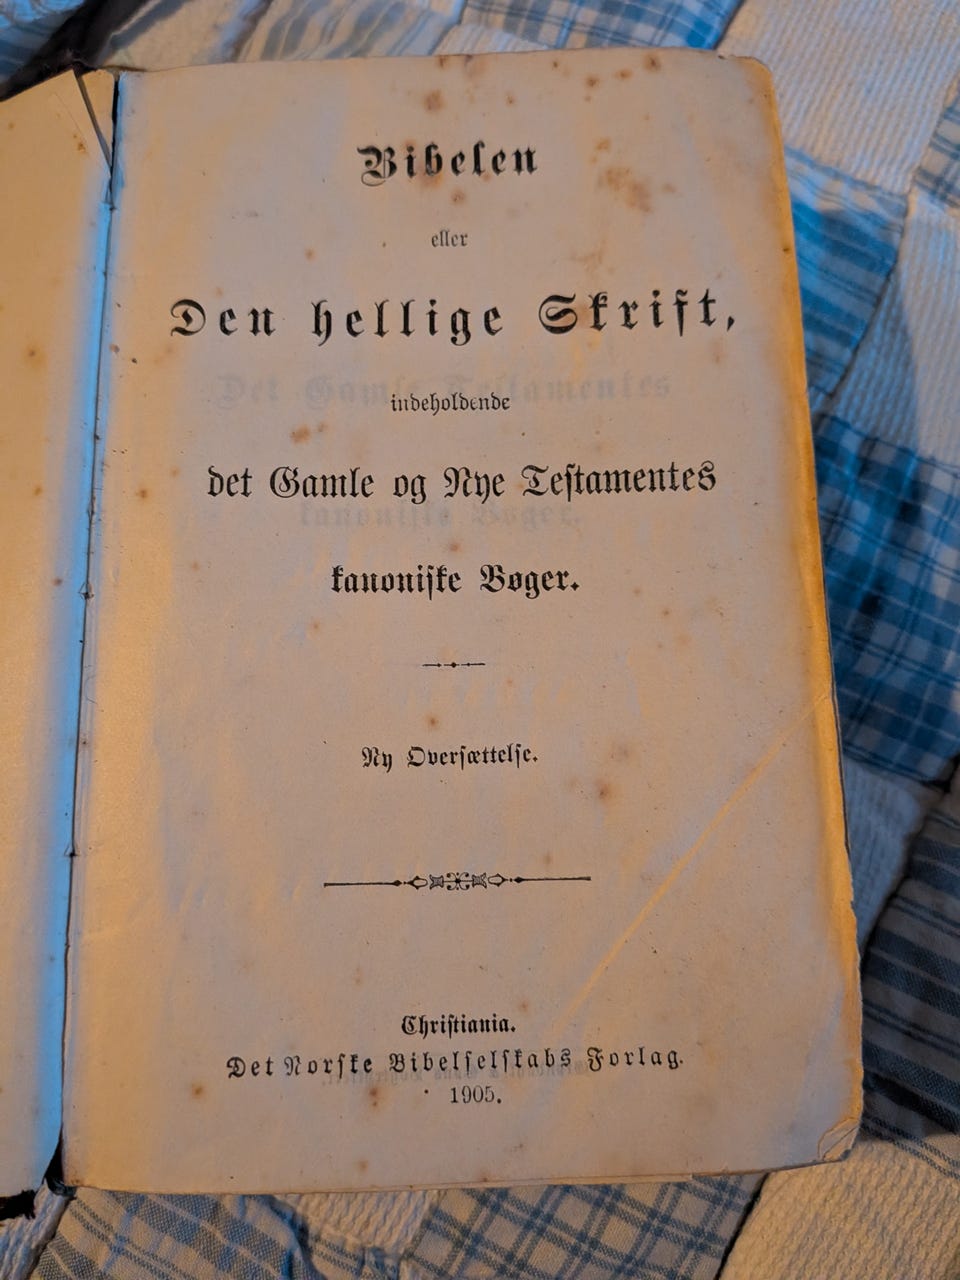 Bibelen
eller
Den hellige Skrift,
indeholdende
det Gamle og Nye Testamentes
kanoniske Bøger.
Ny Oversættelse.
Christiania.
Det Norske Bibelselskabs Forlag.
1905.